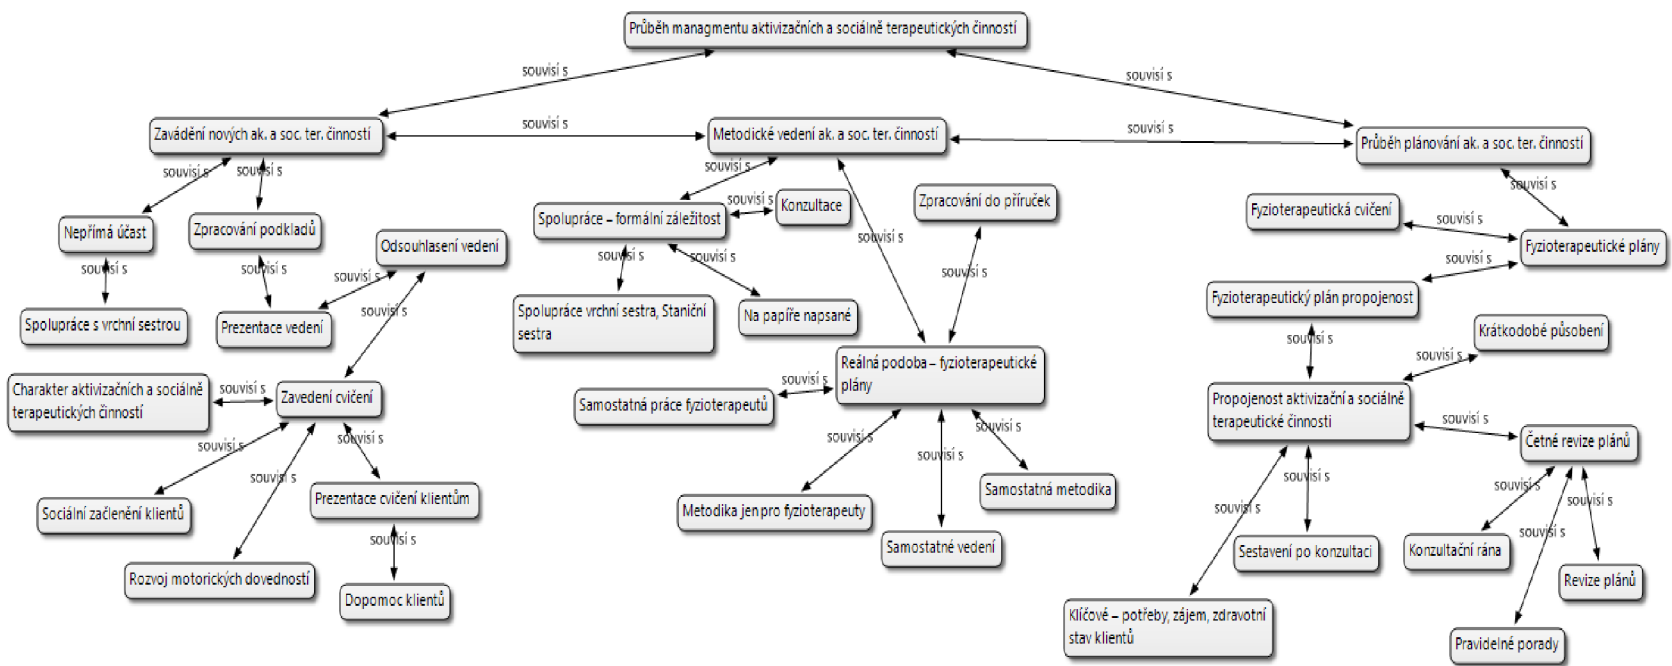 Průběh managmentu aktivizačních a sociálně terapeutických činností
souvisí s
souvisí s
Zavádění nových ak. a soc. ter. činností
souvisí s
Metodické vedení ak. a soc. ter. činností
souvisí s
Průběh plánování ak. a soc. ter. činností
souvisí s
souvisí s
souvisí s
souvisí s
souvisí s
Nepřímá účast
Zpracování podkladů
Odsouhlasení vedení
Spolupráce – formální záležitost
souvisí s
Konzultace
Zpracování do příruček
Fyzioterapeutická cvičení
souvisí s
Fyzioterapeutické plány
souvisí s
souvisí s
souvisí s
souvisí s
souvisí s
souvisí s
souvisí s
souvisí s
Spolupráce s vrchní sestrou
Prezentace vedení
souvisí s
Spolupráce vrchní sestra, Staniční
sestra
Na papíře napsané
Fyzioterapeutický plán propojenost
Krátkodobé působení
souvisí s
souvisí s
Reálná podoba – fyzioterapeutické
plány
Charakter aktivizačních a sociálně
terapeutických činností
souvisí s
Zavedení cvičení
souvisí s
Samostatná práce fyzioterapeutů
Propojenost aktivizační a sociálně
terapeutické činnosti
souvisí s
Četné revize plánů
souvisí s
souvisí s
souvisí s
souvisí s
souvisí s
souvisí s
souvisí s
souvisí s
souvisí s
souvisí s
souvisí s
Sociální začlenění klientů
Prezentace cvičení klientům
Metodika jen pro fyzioterapeuty
Samostatná metodika
souvisí s
Samostatné vedení
Sestavení po konzultaci
Konzultační rána
Rozvoj motorických dovedností
Dopomoc klientů
Revize plánů
Klíčové – potřeby, zájem, zdravotní
stav klientů
Pravidelné porady